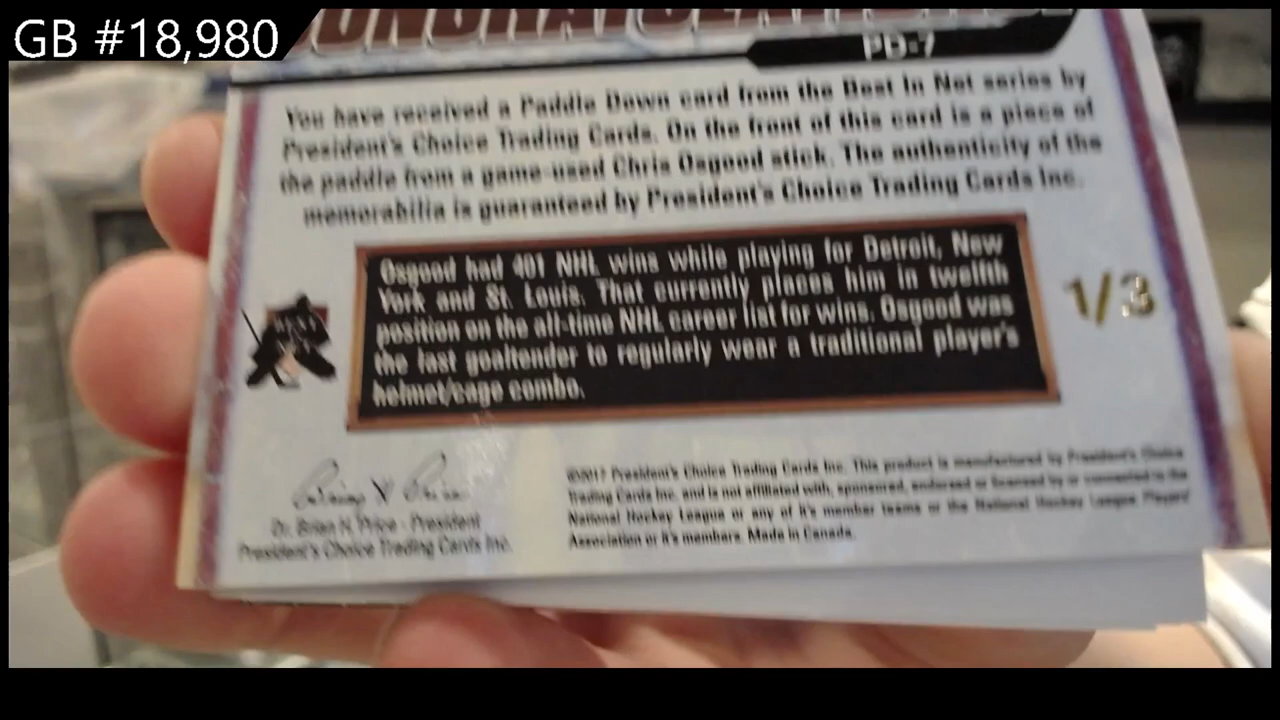 GB #18,980
PD-7
You have received a Paddle Down card from the Best In Net series by
President's Choice Trading Cards. On the front of this card is a piece of
the paddle from a game-used Chris Osgood stick. The authenticity of the
memorabilia is guaranteed by President's Choice Trading Cards Inc.
Osgood had 401 NHL wins while playing for Detroit, New
York and St. Louis. That currently places him in twelfth
position on the all-time NHL career list for wins. Osgood was
the last goaltender to regularly wear a traditional player's
helmet/cage combo.
1/3
Dr. Brian H. Price - President
President's Choice Trading Cards Inc.
©2017 President's Choice Trading Cards Inc. This product is manufactured by President's Choice
Trading Cards Inc. and is not affiliated with, sponsored, endorsed or licensed by or connected to the
National Hockey League or any of it's member teams or the National Hockey League Players'
Association or it's members. Made in Canada.